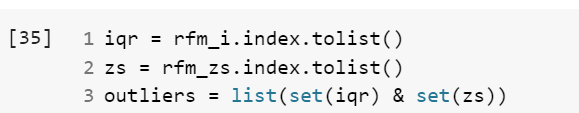 [35] 1 iqr = rfm_i.index.tolist()
2 zs = rfm_zs.index.tolist()
3 outliers = list(set(iqr) & set(zs))